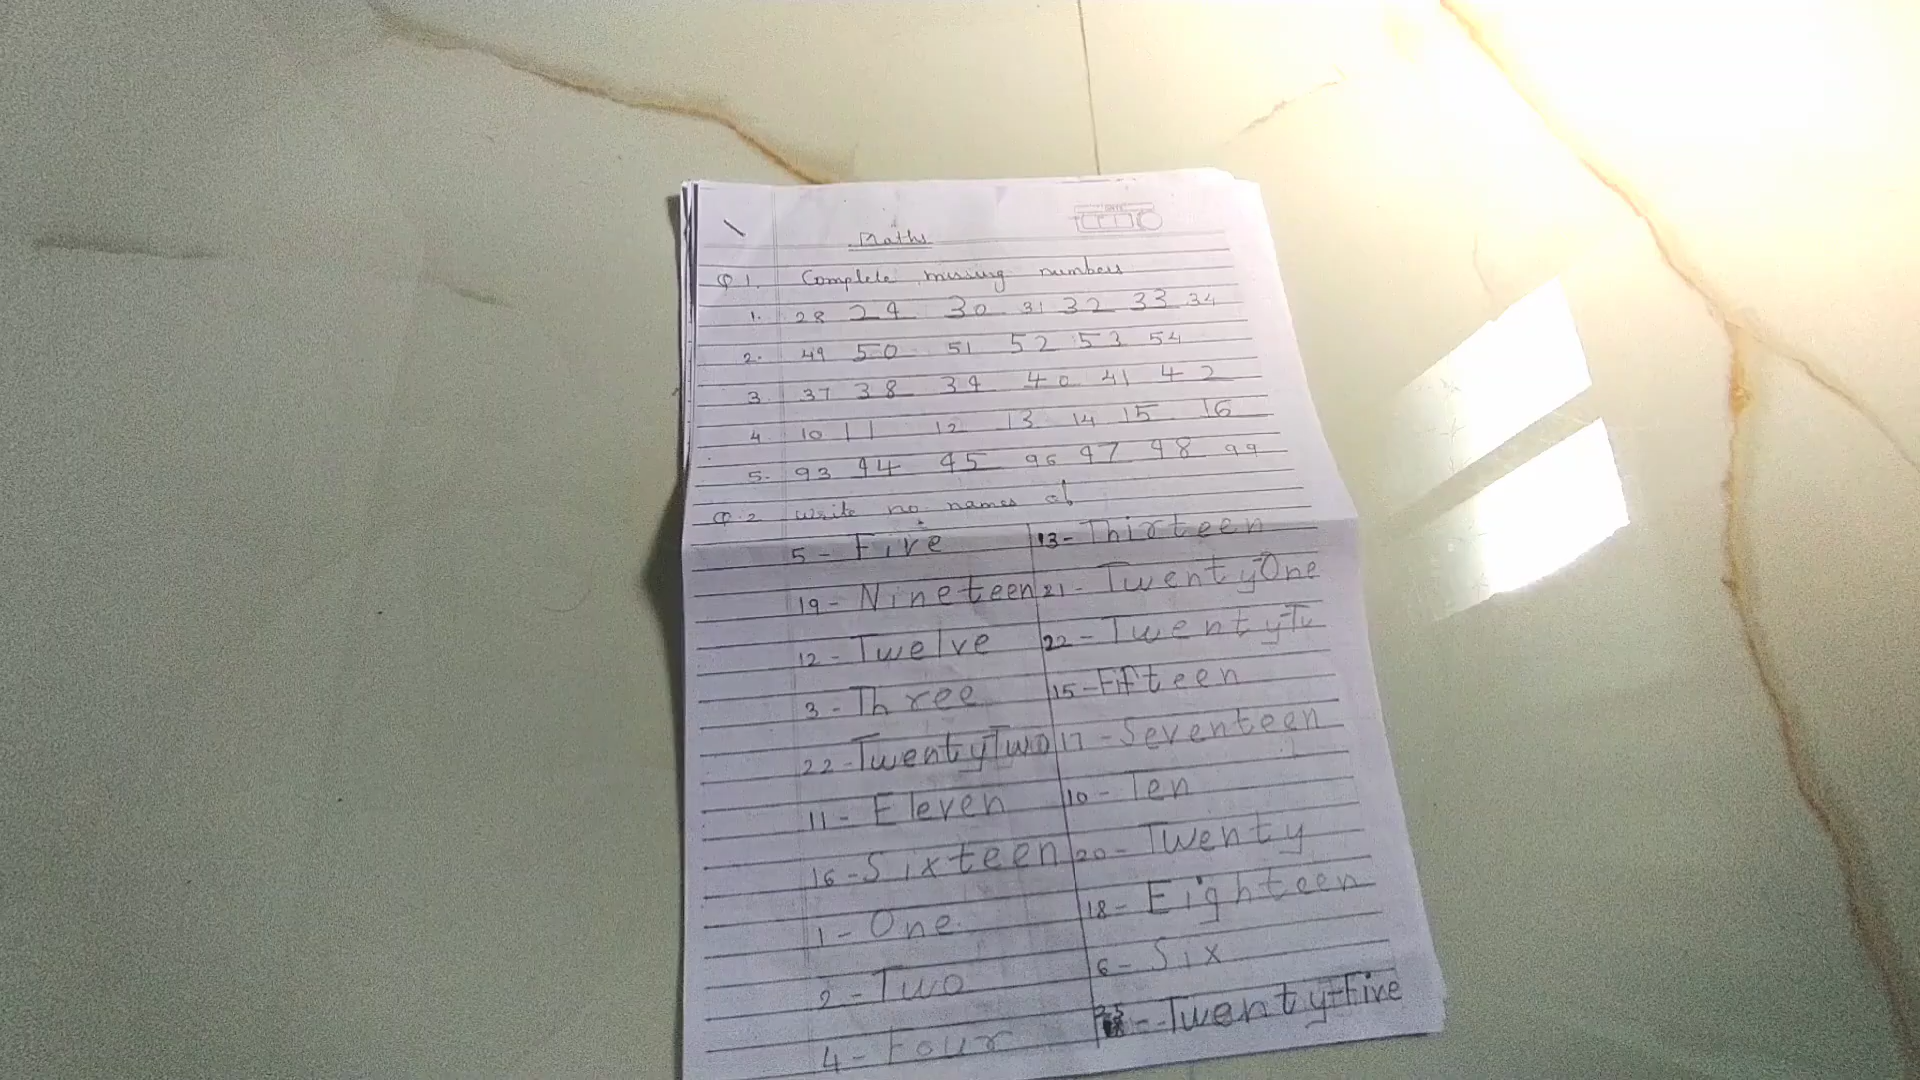 Maths
Q 1. Complete missing numbers
1. 28 29 30 31 32 33 34
2. 49 50 51 52 53 54
3. 37 38 39 40 41 42
4. 10 11 12 13 14 15 16
5. 93 94 95 96 97 98 99
Q.2 Write no. names of
5 - Five
19 - Nineteen
12 - Twelve
3 - Three
22 - TwentyTwo
11 - Eleven
16 - Sixteen
1 - One
2 - Two
4 - Four
13 - Thirteen
21 - TwentyOne
22 - TwentyTw
15 - Fifteen
17 - Seventeen
10 - Ten
20 - Twenty
18 - Eighteen
6 - Six
25 - Twenty-Five